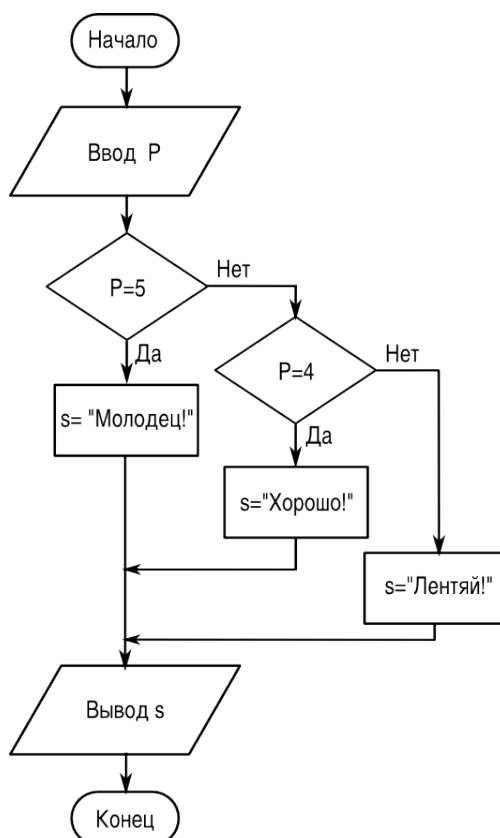 Начало
Ввод P
P=5
Нет
Да
s= "Молодец!"
P=4
Нет
Да
s="Хорошо!"
s="Лентяй!"
Вывод s
Конец